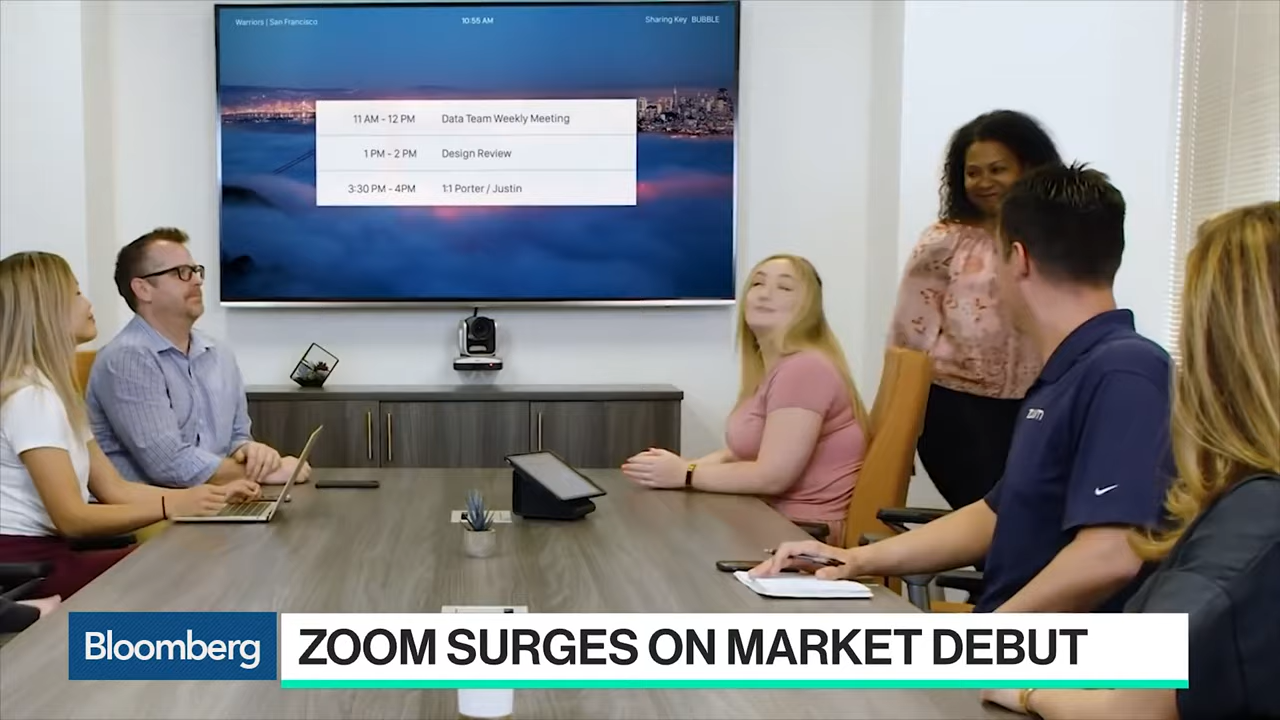 Warriors | San Francisco
10:55 AM
Sharing Key BUBBLE
11 AM - 12 PM Data Team Weekly Meeting
1 PM - 2 PM Design Review
3:30 PM - 4PM 1:1 Porter / Justin
zoom
Bloomberg
ZOOM SURGES ON MARKET DEBUT